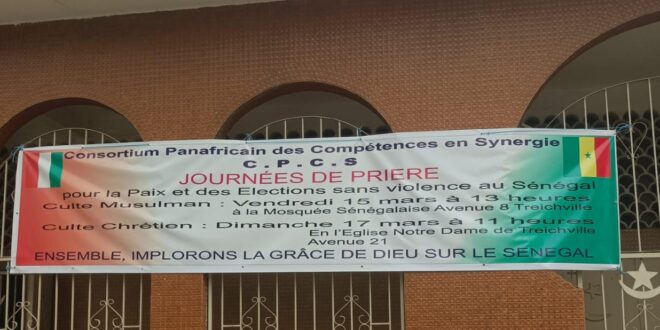 Consortium Panafricain des Compétences en Synergie
C.P.C.S
JOURNÉES DE PRIERE
pour la Paix et des Elections sans violence au Sénégal
Culte Musulman : Vendredi 15 mars à 13 heures
à la Mosquée Sénégalaise Avenue 8 Treichville
Culte Chrétien : Dimanche 17 mars à 11 heures
En l'Eglise Notre Dame de Treichville
Avenue 21
ENSEMBLE, IMPLORONS LA GRÂCE DE DIEU SUR LE SENEGAL